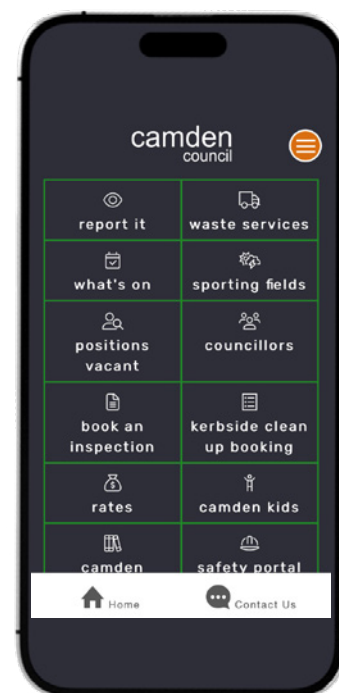 camden
council
report it
waste services
what's on
sporting fields
positions
vacant
councillors
book an
inspection
kerbside clean
up booking
rates
camden kids
camden
safety portal
Home
Contact Us